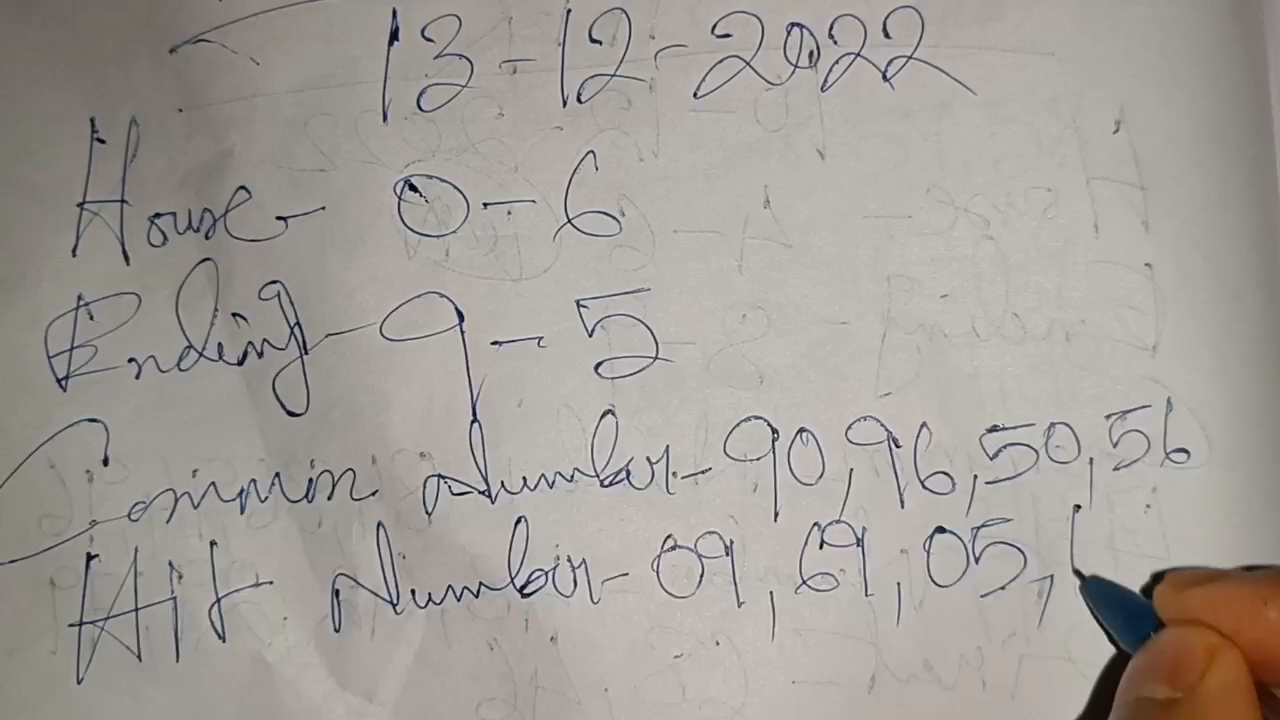 13-12-2022
House- 0-6
Ending-9-5
Common Number-90,96,50,56
Hit Number-09,69,05,